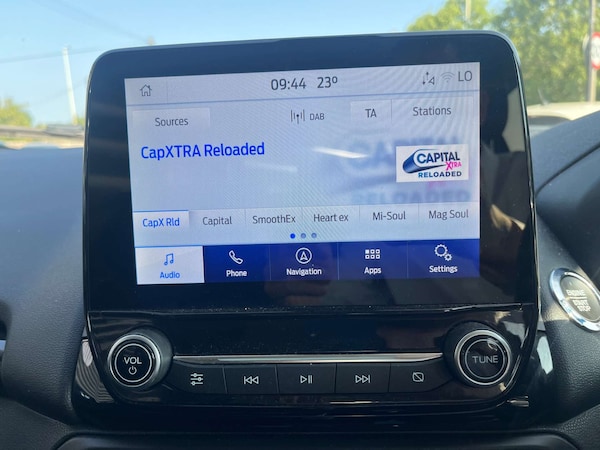 09:44 23° 4 LO
Sources DAB TA Stations
CapXTRA Reloaded
CAPITAL
XTRA
RELOADED
CapX Rld Capital SmoothEx Heart ex Mi-Soul Mag Soul
Audio Phone Navigation Apps Settings
VOL TUNE